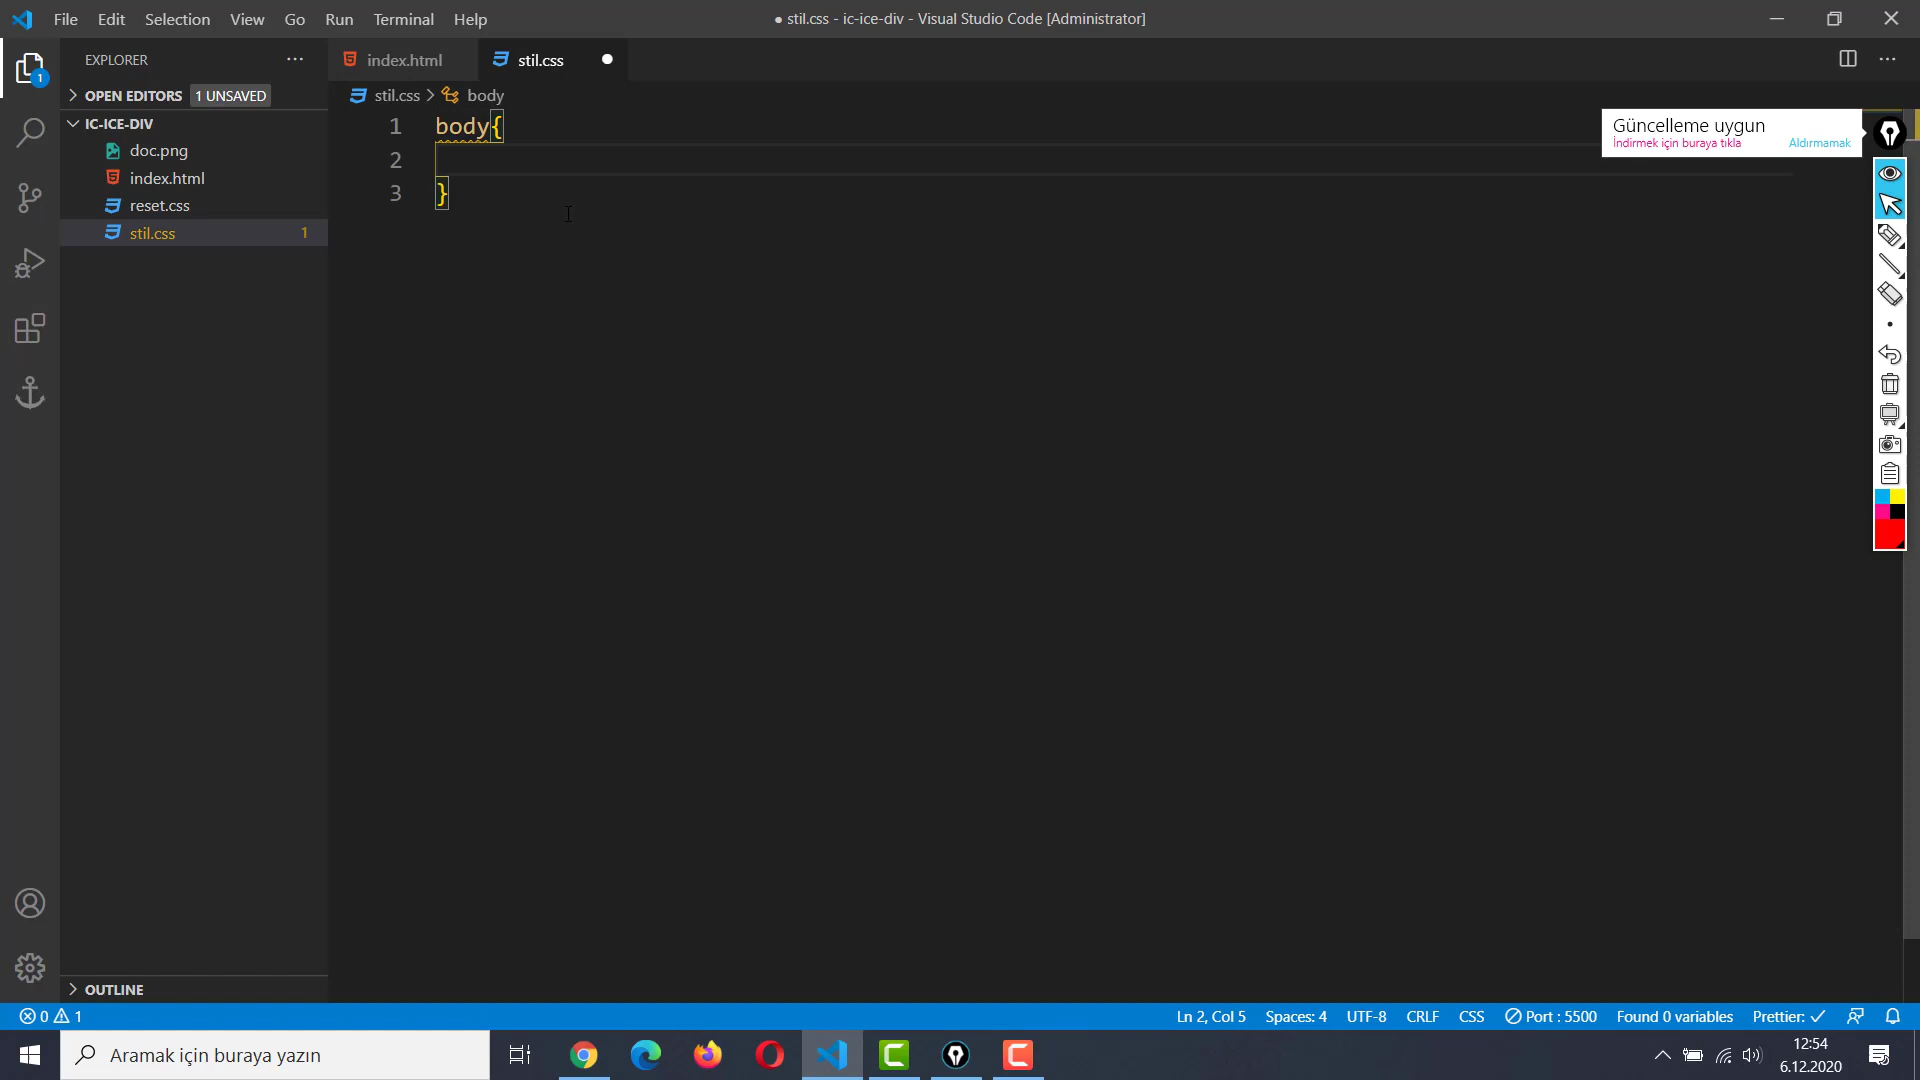 File Edit Selection View Go Run Terminal Help
● stil.css - ic-ice-div - Visual Studio Code [Administrator]
EXPLORER
index.html
stil.css
OPEN EDITORS 1 UNSAVED
stil.css > body
IC-ICE-DIV
doc.png
index.html
reset.css
stil.css 1
1 body{
2
3 }
Güncelleme uygun
İndirmek için buraya tıkla Aldırmamak
1
OUTLINE
0 1
Ln 2, Col 5 Spaces: 4 UTF-8 CRLF CSS Port : 5500 Found 0 variables Prettier: ✓
Aramak için buraya yazın
12:54
6.12.2020